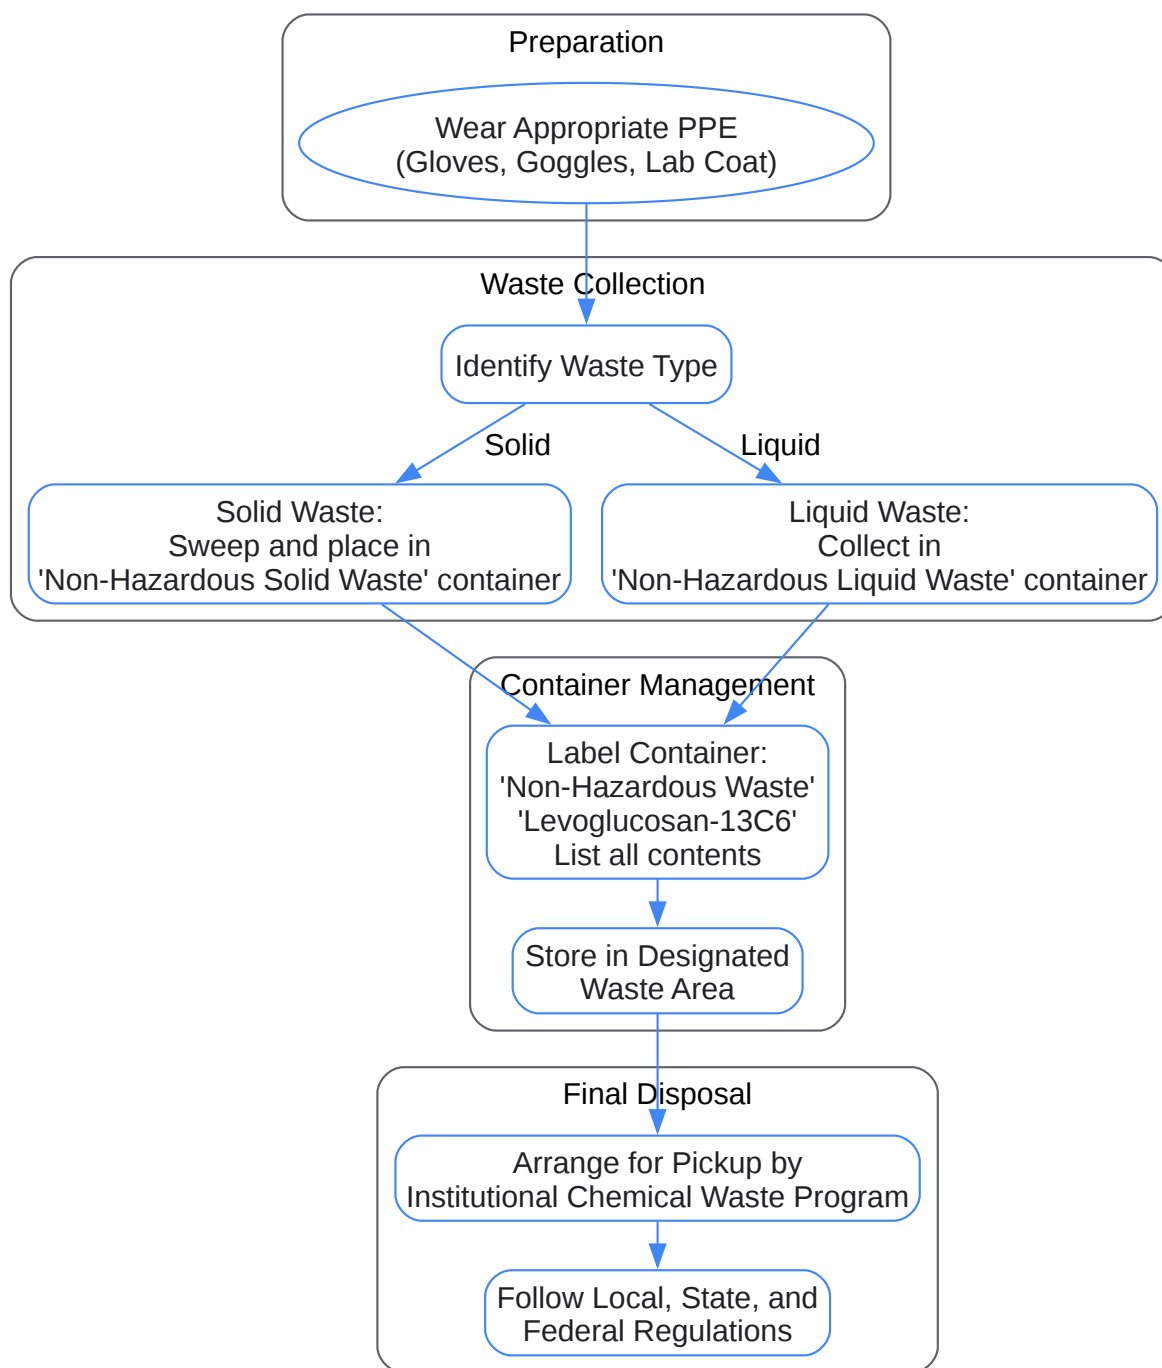 Preparation
Wear Appropriate PPE
(Gloves, Goggles, Lab Coat)
Waste Collection
Identify Waste Type
Solid
Liquid
Solid Waste:
Sweep and place in
'Non-Hazardous Solid Waste' container
Liquid Waste:
Collect in
'Non-Hazardous Liquid Waste' container
Container Management
Label Container:
'Non-Hazardous Waste'
'Levoglucosan-13C6'
List all contents
Store in Designated
Waste Area
Final Disposal
Arrange for Pickup by
Institutional Chemical Waste Program
Follow Local, State, and
Federal Regulations